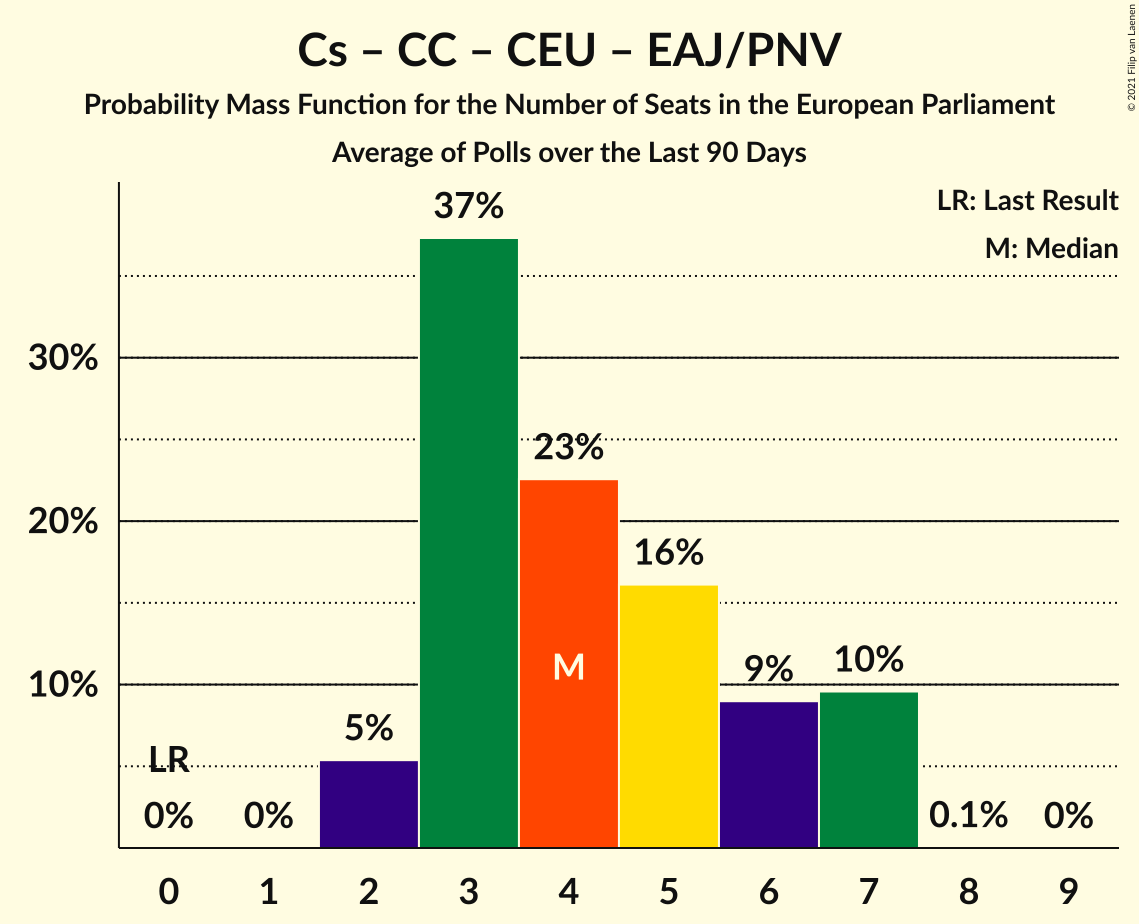 Cs – CC – CEU – EAJ/PNV
Probability Mass Function for the Number of Seats in the European Parliament
Average of Polls over the Last 90 Days
© 2021 Filip van Laenen
LR: Last Result
M: Median
37%
30%
23%
20%
16%
M
10%
9%
10%
5%
LR
0%
0%
0.1%
0%
0
1
2
3
4
5
6
7
8
9